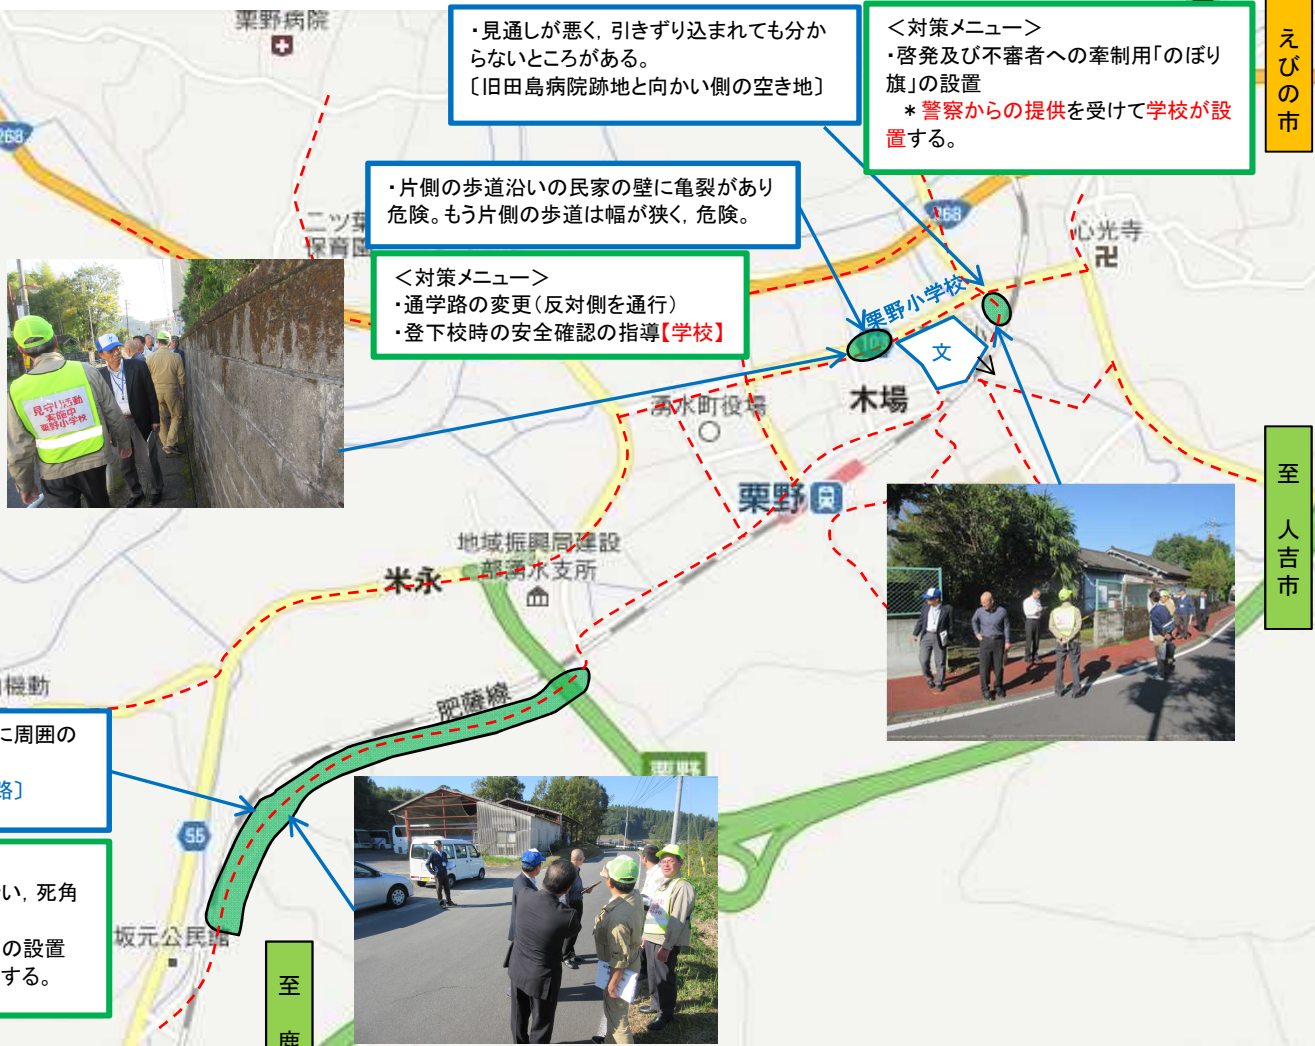 栗野病院
・見通しが悪く，引きずり込まれても分か
らないところがある。
〔旧田島病院跡地と向かい側の空き地〕
＜対策メニュー＞
・啓発及び不審者への牽制用「のぼり
旗」の設置
＊警察からの提供を受けて学校が設
置する。
えびの市
268
・片側の歩道沿いの民家の壁に亀裂があり
危険。もう片側の歩道は幅が狭く，危険。
二ツ葉
保育園
268
心光寺
＜対策メニュー＞
・通学路の変更（反対側を通行）
・登下校時の安全確認の指導【学校】
栗野小学校
文
木場
湧水町役場
見守り活動
実施中
栗野小学校
栗野
至 人吉市
地域振興局建設
部湧水支所
米永
機動
肥薩線
に周囲の
路〕
栗野
55
い，死角
の設置
する。
坂元公民館
至 鹿